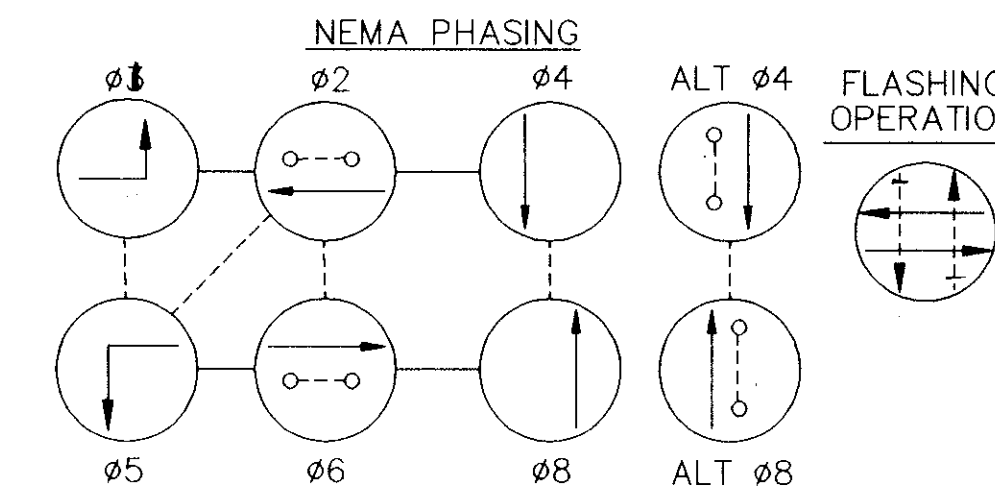 NEMA PHASING
ø2
ø4
ALT ø4
FLASHING
OPERATIO
ø5
ø6
ø8
ALT ø8